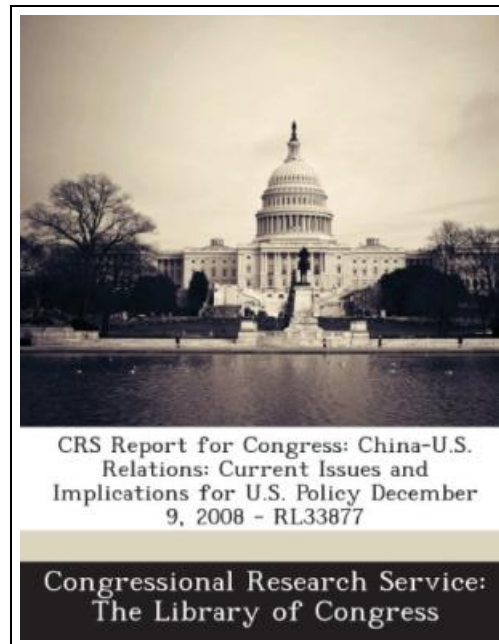 CRS Report for Congress: China-U.S.
Relations: Current Issues and
Implications for U.S. Policy December
9, 2008 - RL33877
Congressional Research Service:
The Library of Congress